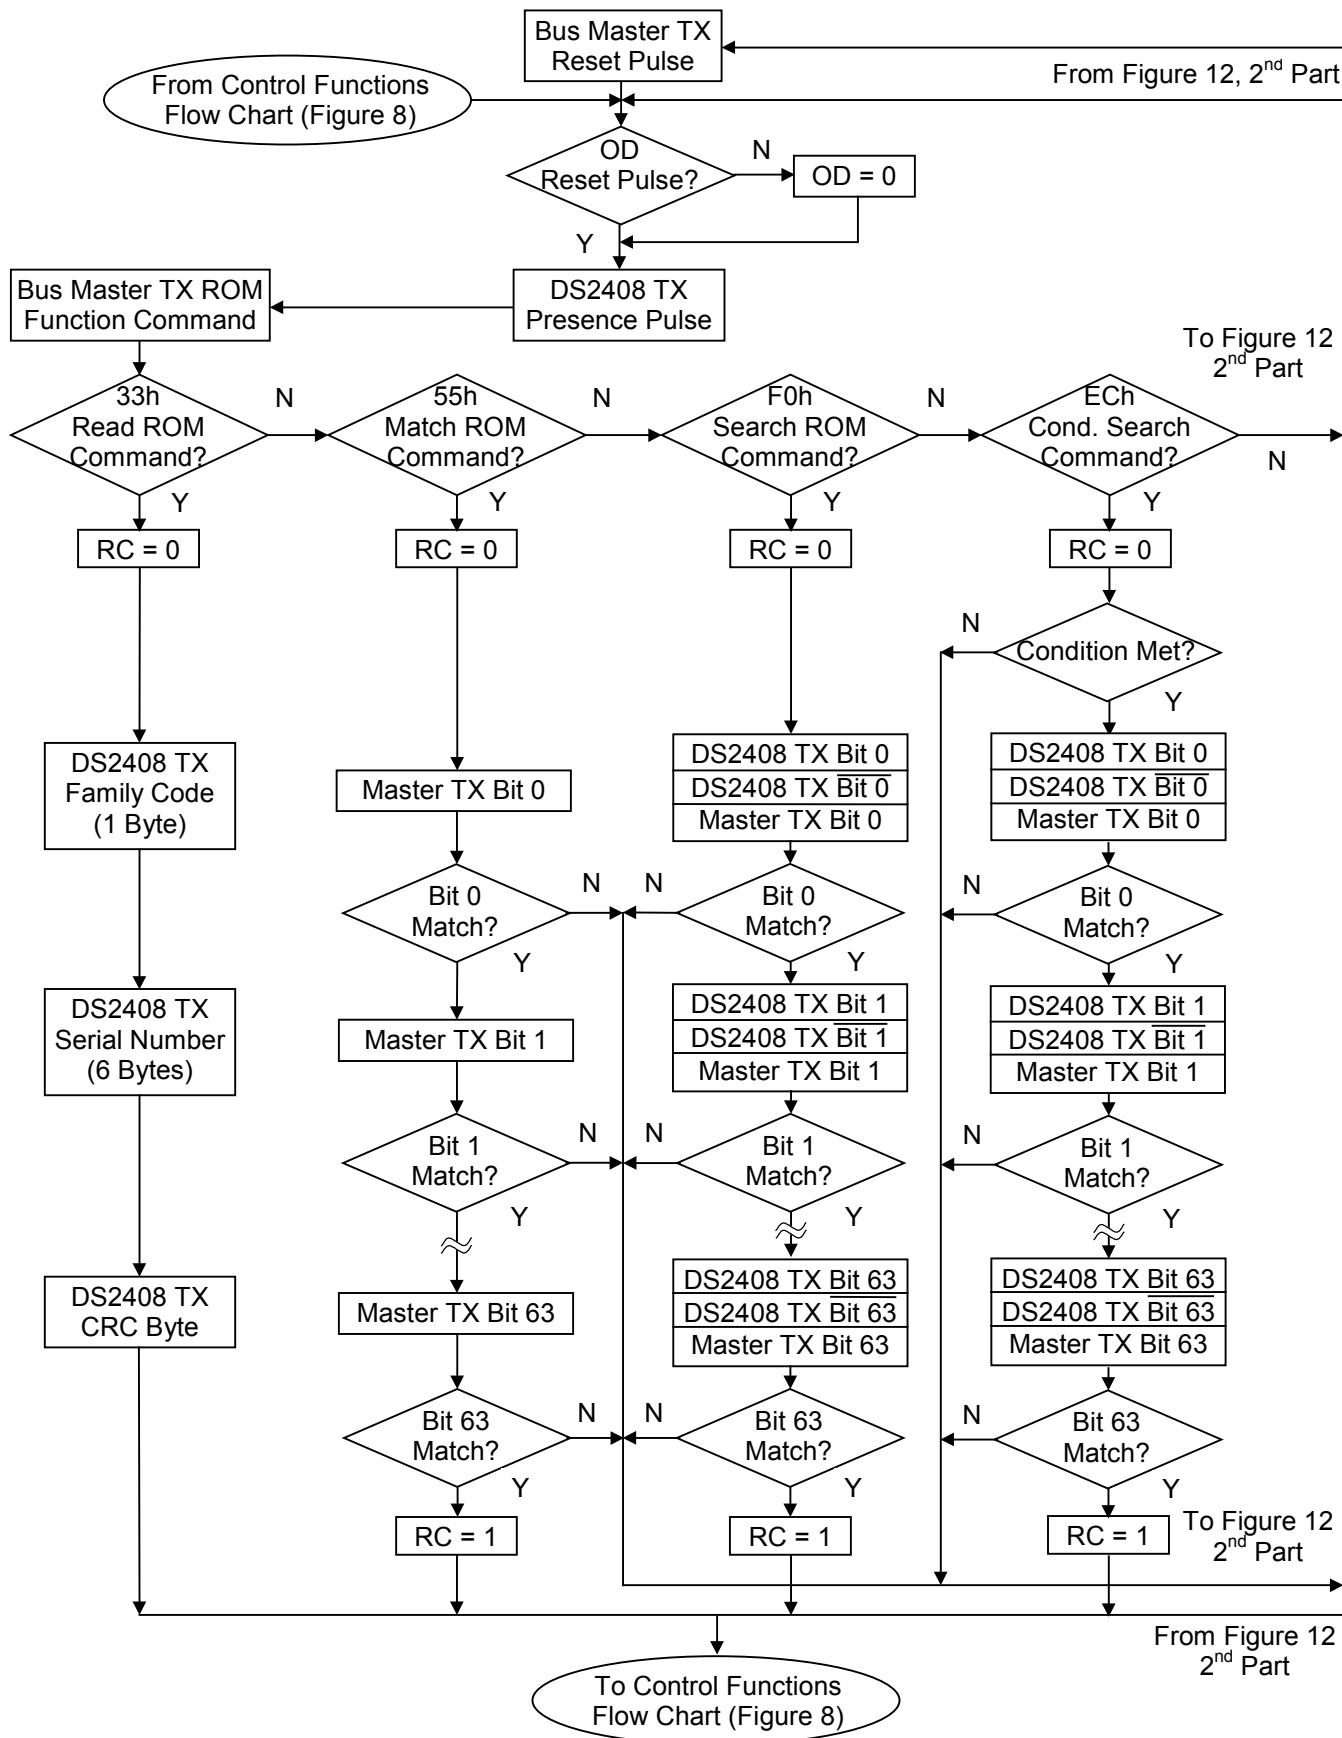 Bus Master TX
Reset Pulse
From Figure 12, 2nd Part
From Control Functions
Flow Chart (Figure 8)
OD
Reset Pulse?
N
OD = 0
Y
Bus Master TX ROM
Function Command
DS2408 TX
Presence Pulse
To Figure 12
2nd Part
33h
Read ROM
Command?
N
Y
55h
Match ROM
Command?
N
Y
F0h
Search ROM
Command?
N
Y
ECh
Cond. Search
Command?
N
Y
RC = 0
RC = 0
RC = 0
RC = 0
N
Condition Met?
Y
DS2408 TX
Family Code
(1 Byte)
DS2408 TX
Serial Number
(6 Bytes)
DS2408 TX
CRC Byte
Master TX Bit 0
Bit 0
Match?
N
Y
Master TX Bit 1
Bit 1
Match?
N
Y
Master TX Bit 63
Bit 63
Match?
N
Y
RC = 1
DS2408 TX Bit 0
DS2408 TX B̅i̅t̅ ̅0̅
Master TX Bit 0
N
Bit 0
Match?
Y
DS2408 TX Bit 1
DS2408 TX B̅i̅t̅ ̅1̅
Master TX Bit 1
N
Bit 1
Match?
Y
DS2408 TX Bit 63
DS2408 TX B̅i̅t̅ ̅6̅3̅
Master TX Bit 63
N
Bit 63
Match?
Y
RC = 1
DS2408 TX Bit 0
DS2408 TX B̅i̅t̅ ̅0̅
Master TX Bit 0
N
Bit 0
Match?
Y
DS2408 TX Bit 1
DS2408 TX B̅i̅t̅ ̅1̅
Master TX Bit 1
N
Bit 1
Match?
Y
DS2408 TX Bit 63
DS2408 TX B̅i̅t̅ ̅6̅3̅
Master TX Bit 63
N
Bit 63
Match?
Y
RC = 1
To Figure 12
2nd Part
From Figure 12
2nd Part
To Control Functions
Flow Chart (Figure 8)